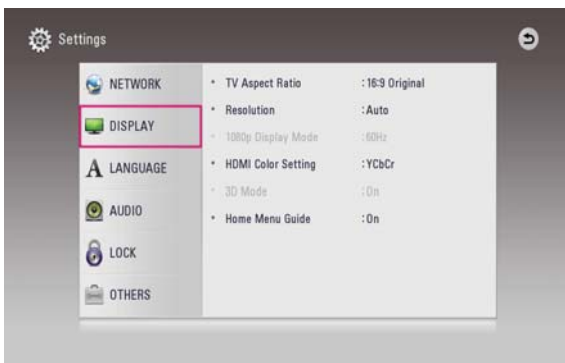 Settings
NETWORK
DISPLAY
LANGUAGE
AUDIO
LOCK
OTHERS
• TV Aspect Ratio : 16:9 Original
• Resolution : Auto
• 1080p Display Mode : 60Hz
• HDMI Color Setting : YCbCr
• 3D Mode : On
• Home Menu Guide : On